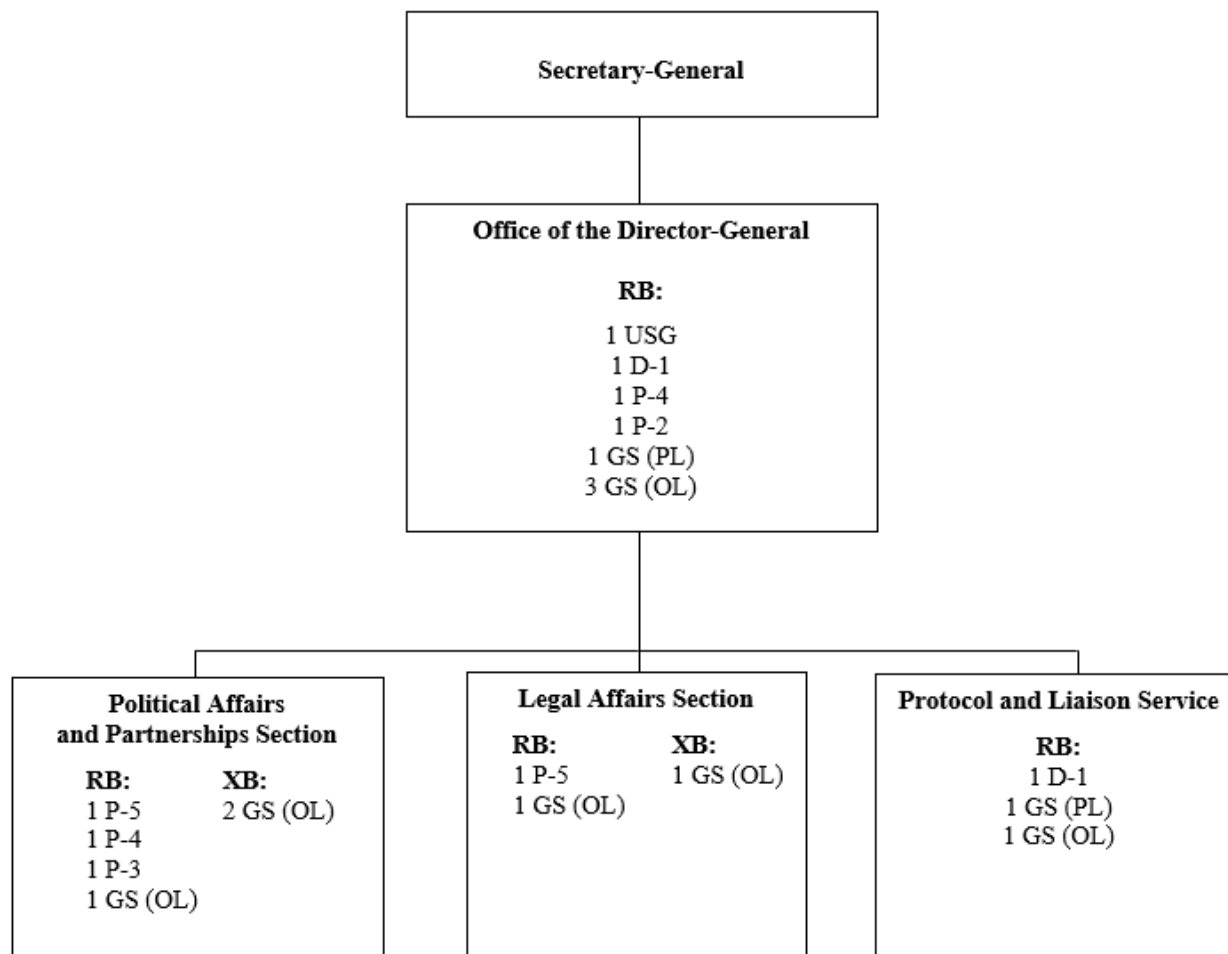 Secretary-General
Office of the Director-General
RB:
1 USG
1 D-1
1 P-4
1 P-2
1 GS (PL)
3 GS (OL)
Political Affairs
and Partnerships Section
RB:
1 P-5
1 P-4
1 P-3
1 GS (OL)
XB:
2 GS (OL)
Legal Affairs Section
RB:
1 P-5
1 GS (OL)
XB:
1 GS (OL)
Protocol and Liaison Service
RB:
1 D-1
1 GS (PL)
1 GS (OL)